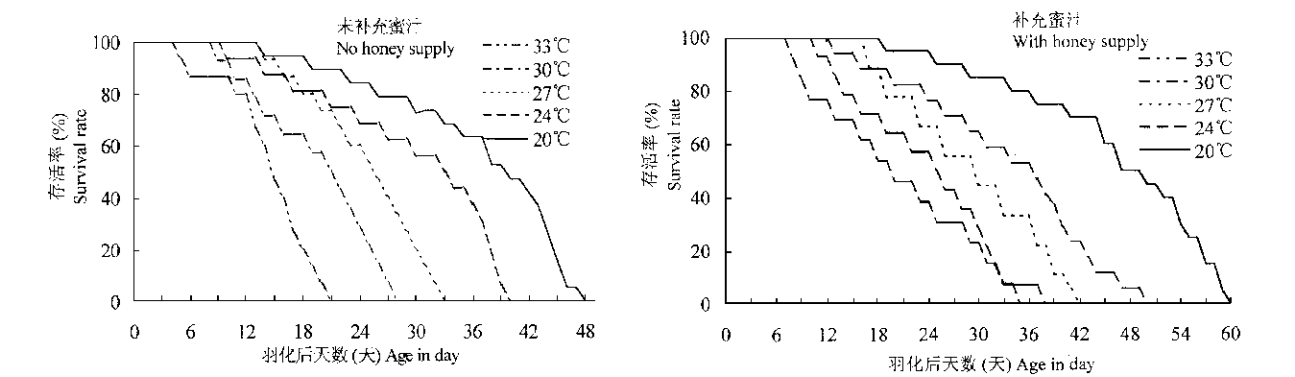 未补充蜜汁
No honey supply
33℃
30℃
27℃
24℃
20℃
存活率 (%)
Survival rate
100
80
60
40
20
0
0 6 12 18 24 30 36 42 48
羽化后天数 (天) Age in day
补充蜜汁
With honey supply
33℃
30℃
27℃
24℃
20℃
存活率 (%)
Survival rate
100
80
60
40
20
0
0 6 12 18 24 30 36 42 48 54 60
羽化后天数 (天) Age in day